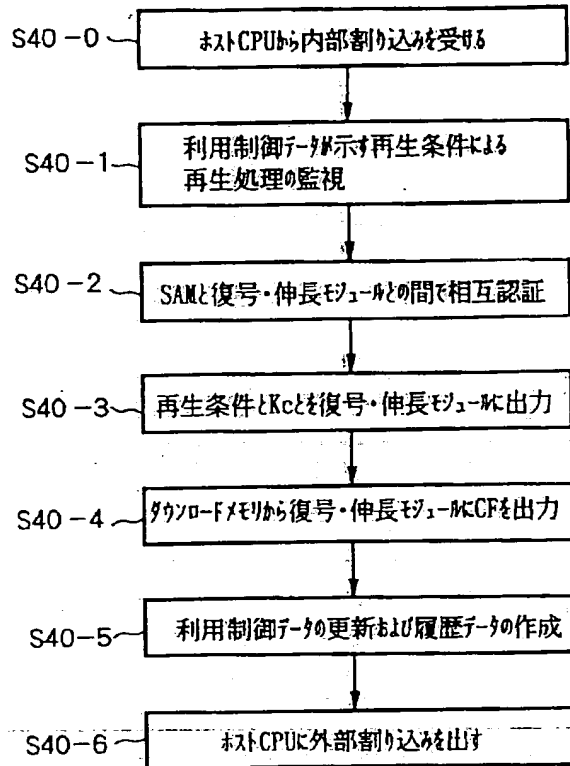 S40-0
ホストCPUから内部割り込みを受ける
S40-1
利用制御データが示す再生条件による
再生処理の監視
S40-2
SAMと復号・伸長モジュールとの間で相互認証
S40-3
再生条件とKcとを復号・伸長モジュールに出力
S40-4
ダウンロードメモリから復号・伸長モジュールにCFを出力
S40-5
利用制御データの更新および履歴データの作成
S40-6
ホストCPUに外部割り込みを出す